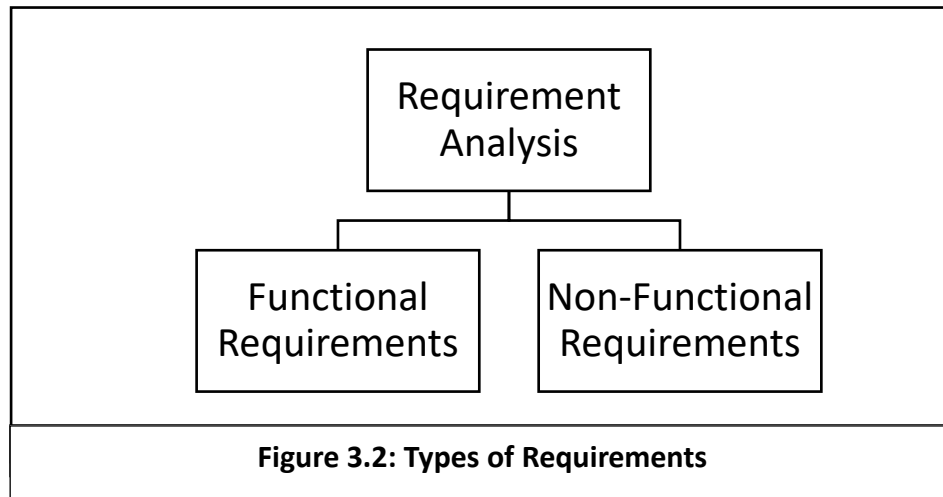 Requirement
Analysis
Functional
Requirements
Non-Functional
Requirements
Figure 3.2: Types of Requirements